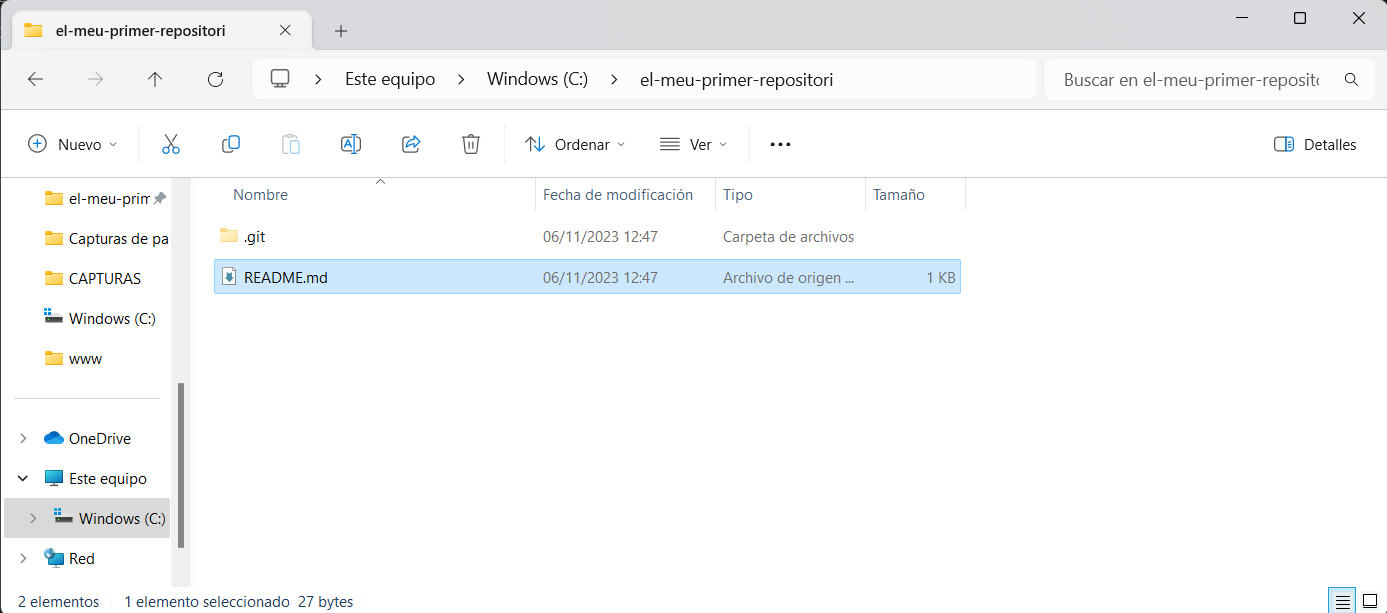 el-meu-primer-repositori
Este equipo > Windows (C:) > el-meu-primer-repositori
Buscar en el-meu-primer-reposito
Nuevo
Ordenar
Ver
Detalles
Nombre Fecha de modificación Tipo Tamaño
.git 06/11/2023 12:47 Carpeta de archivos
README.md 06/11/2023 12:47 Archivo de origen ... 1 KB
el-meu-prim
Capturas de pa
CAPTURAS
Windows (C:)
www
OneDrive
Este equipo
Windows (C:)
Red
2 elementos 1 elemento seleccionado 27 bytes